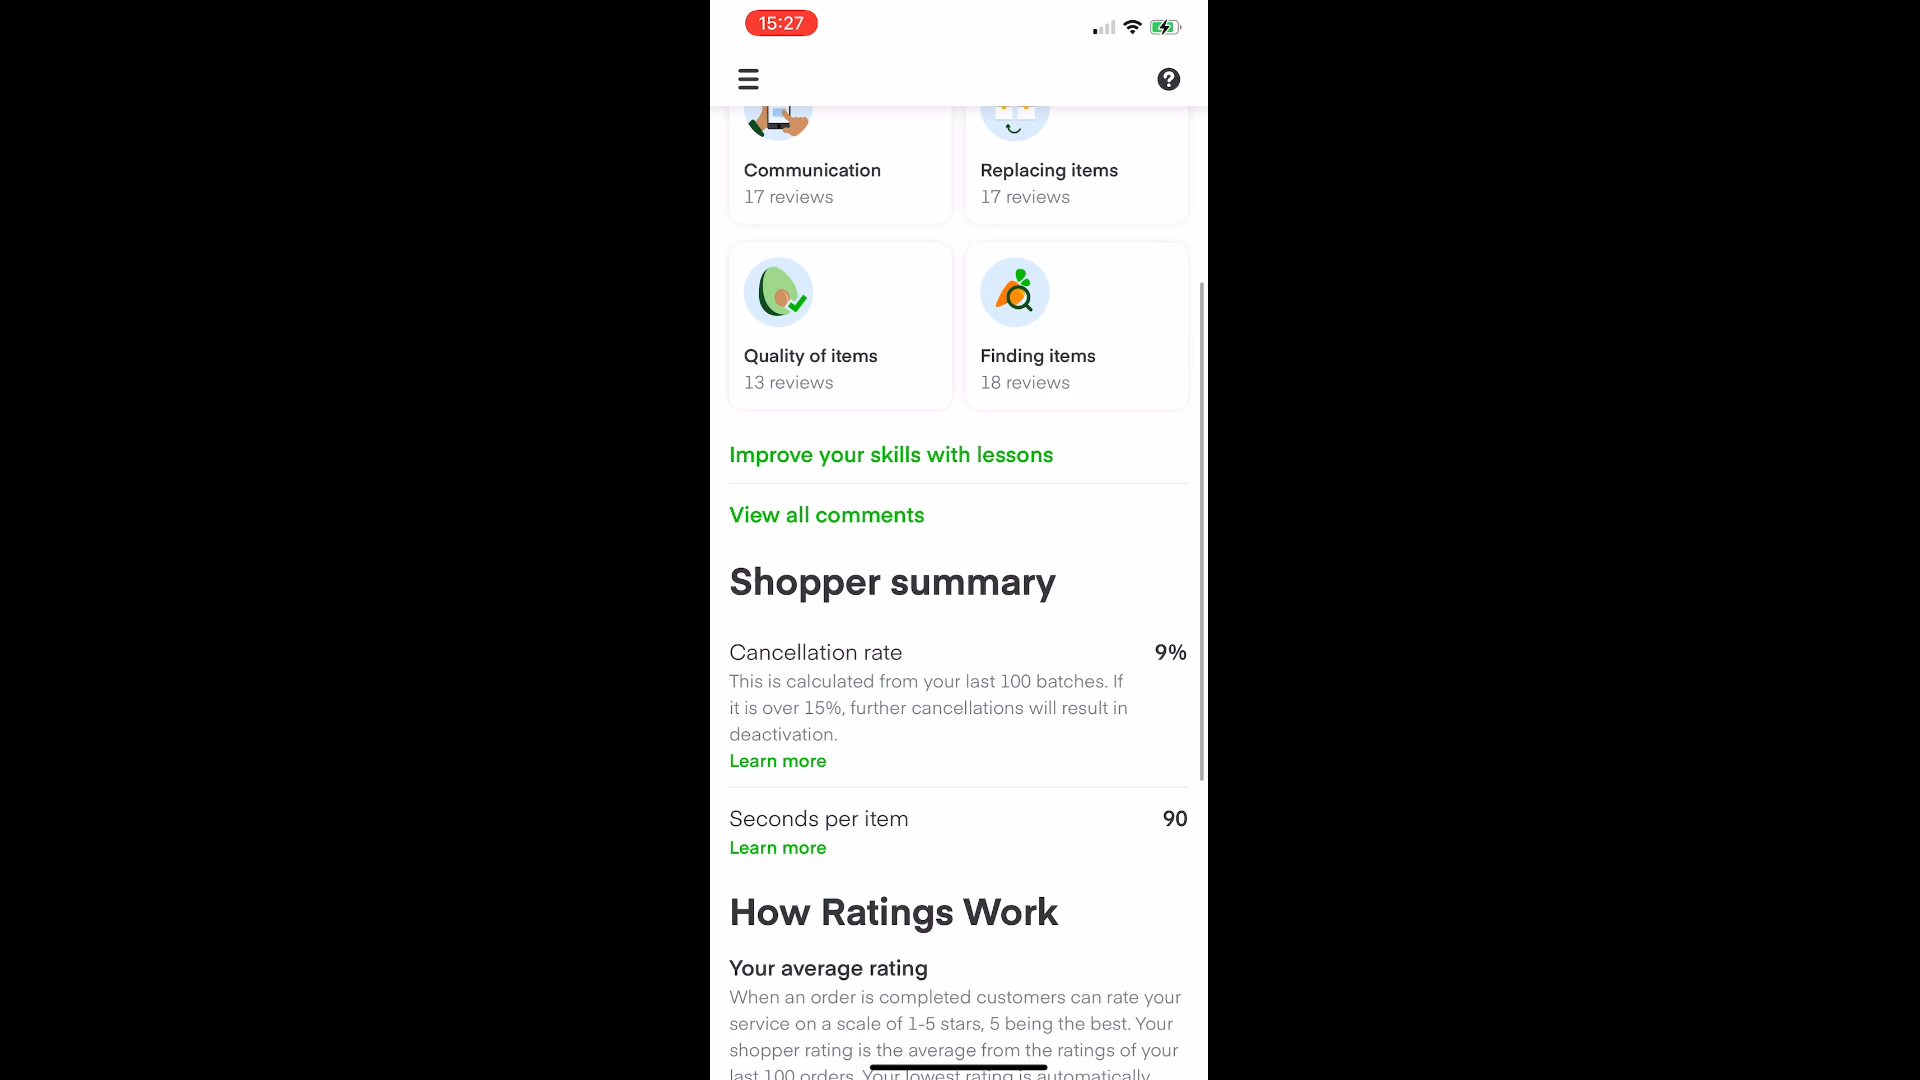 15:27
Communication
17 reviews
Replacing items
17 reviews
Quality of items
13 reviews
Finding items
18 reviews
Improve your skills with lessons
View all comments
Shopper summary
Cancellation rate
9%
This is calculated from your last 100 batches. If
it is over 15%, further cancellations will result in
deactivation.
Learn more
Seconds per item
90
Learn more
How Ratings Work
Your average rating
When an order is completed customers can rate your
service on a scale of 1-5 stars, 5 being the best. Your
shopper rating is the average from the ratings of your
last 100 orders. Your lowest rating is automatically